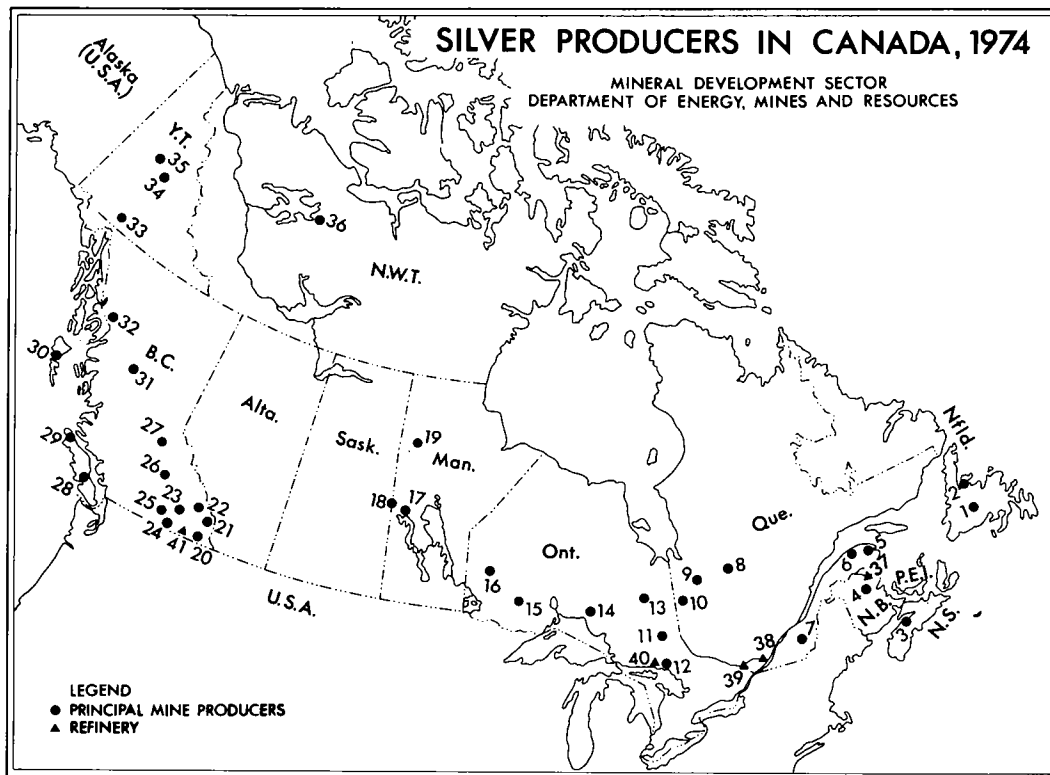 SILVER PRODUCERS IN CANADA, 1974
MINERAL DEVELOPMENT SECTOR
DEPARTMENT OF ENERGY, MINES AND RESOURCES
Alaska
(U.S.A.)
Y.T.
35
34
33
36
N.W.T.
32
30
B.C.
31
Alta.
Sask.
19
Man.
29
27
28
26
25
23
22
21
24
41
20
18
17
U.S.A.
Ont.
16
15
14
13
11
40
12
Que.
9
8
10
38
39
7
Nfld.
2
1
6
5
37
P.E.I.
4
N.B.
3
N.S.
LEGEND
● PRINCIPAL MINE PRODUCERS
▲ REFINERY